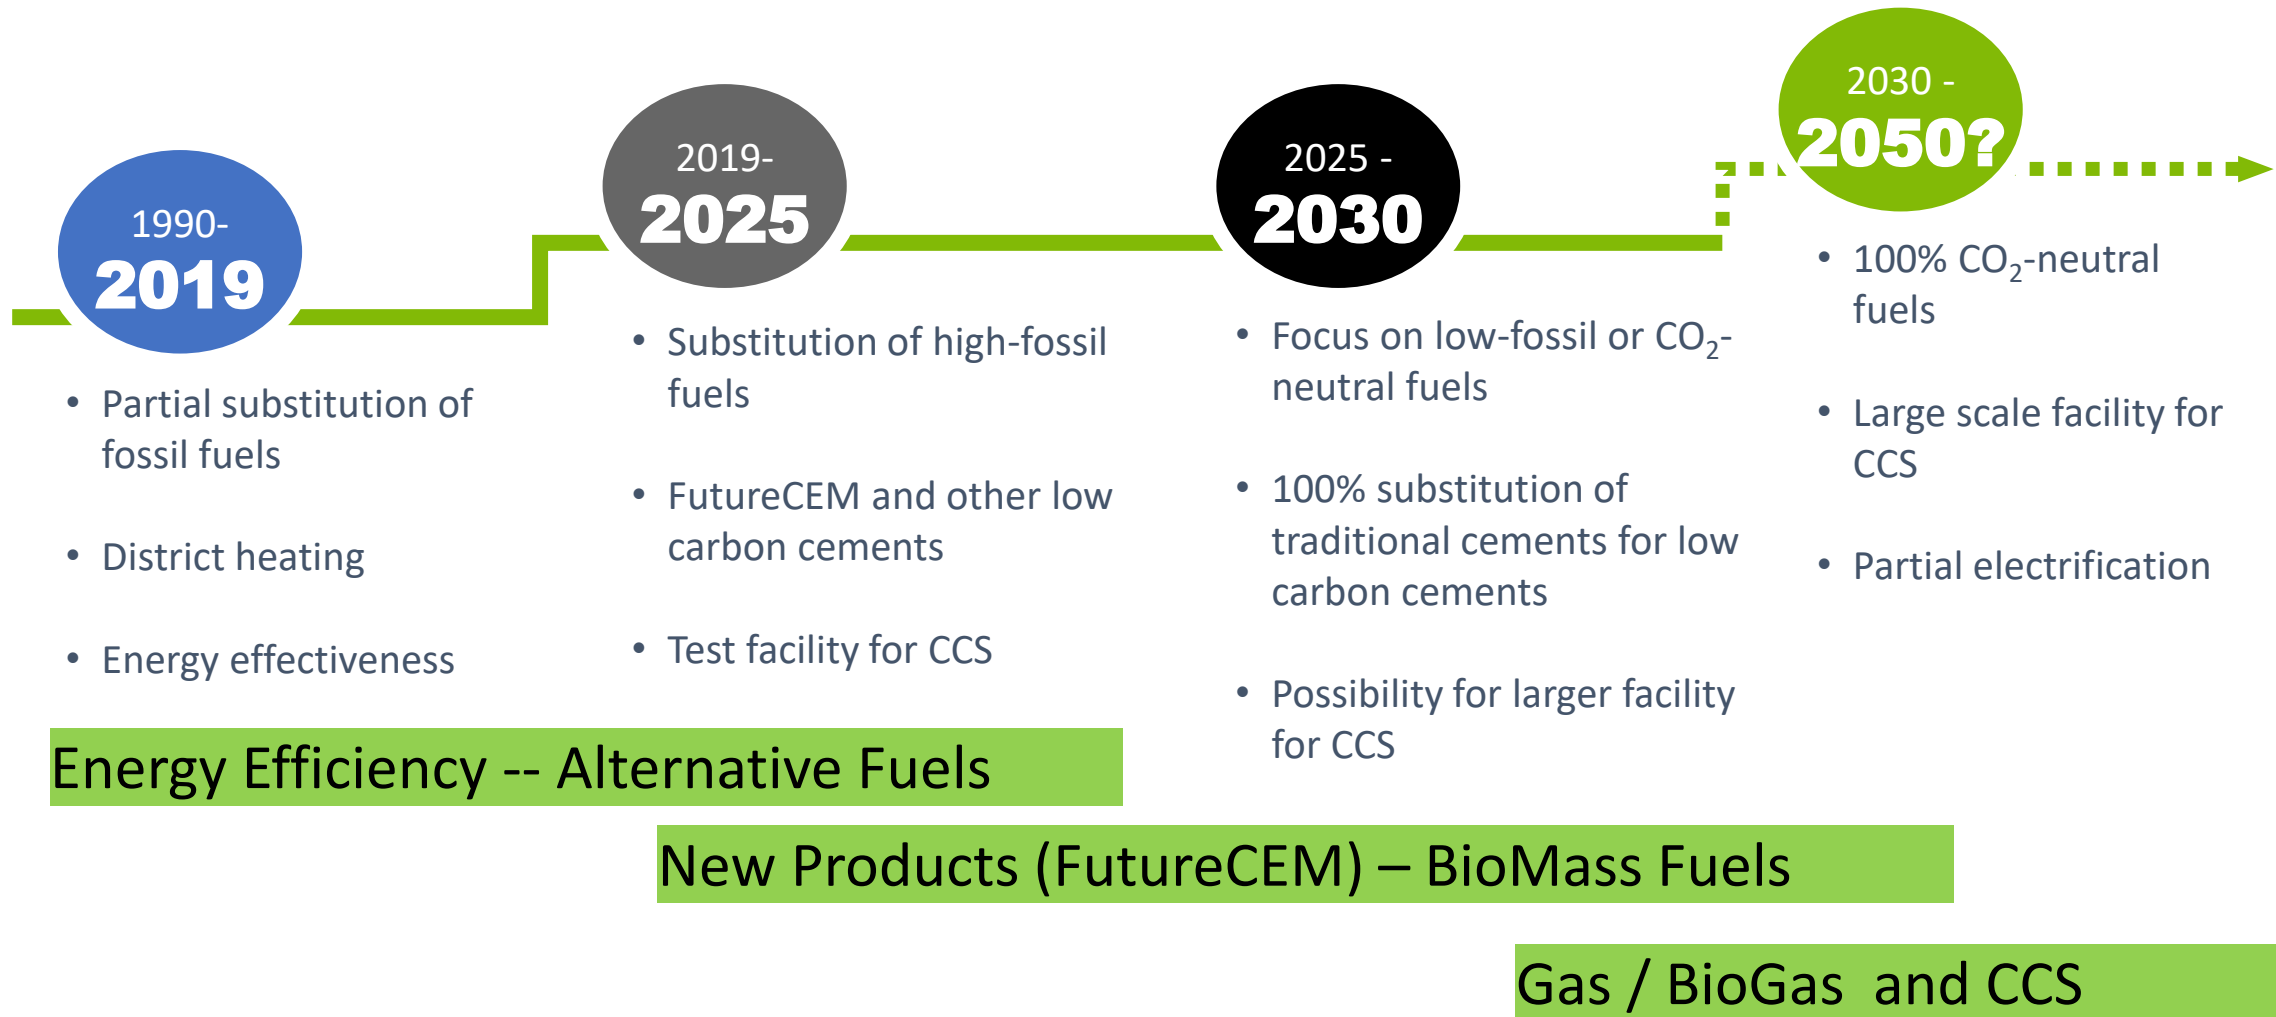 1990-
2019
• Partial substitution of
fossil fuels
• District heating
• Energy effectiveness
2019-
2025
• Substitution of high-fossil
fuels
• FutureCEM and other low
carbon cements
• Test facility for CCS
2025 -
2030
• Focus on low-fossil or CO₂-
neutral fuels
• 100% substitution of
traditional cements for low
carbon cements
• Possibility for larger facility
for CCS
2030 -
2050?
• 100% CO₂-neutral
fuels
• Large scale facility for
CCS
• Partial electrification
Energy Efficiency -- Alternative Fuels
New Products (FutureCEM) – BioMass Fuels
Gas / BioGas and CCS